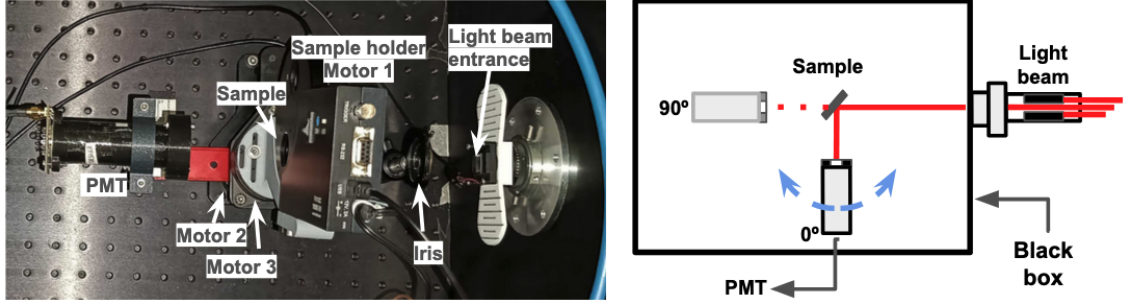 Sample holder
Motor 1
Light beam
entrance
Sample
PMT
Motor 2
Motor 3
Iris
Sample
Light
beam
90º
0º
PMT
Black
box